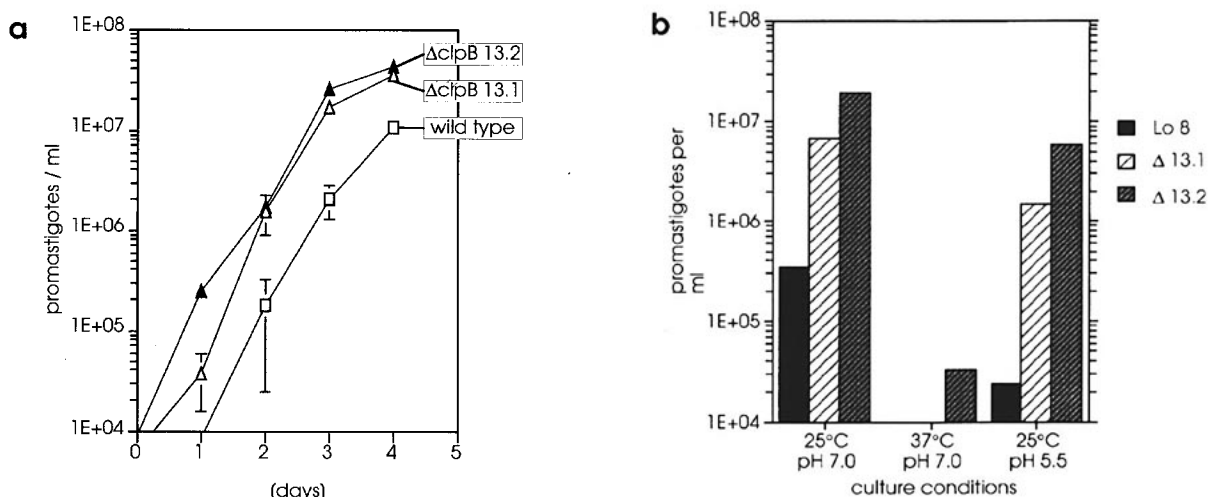 a
1E+08
1E+07
1E+06
1E+05
1E+04
promastigotes / ml
0 1 2 3 4 5
(days)
ΔclpB 13.2
ΔclpB 13.1
wild type
b
1E+08
1E+07
1E+06
1E+05
1E+04
promastigotes per
ml
25°C
pH 7.0
37°C
pH 7.0
25°C
pH 5.5
culture conditions
Lo 8
Δ 13.1
Δ 13.2